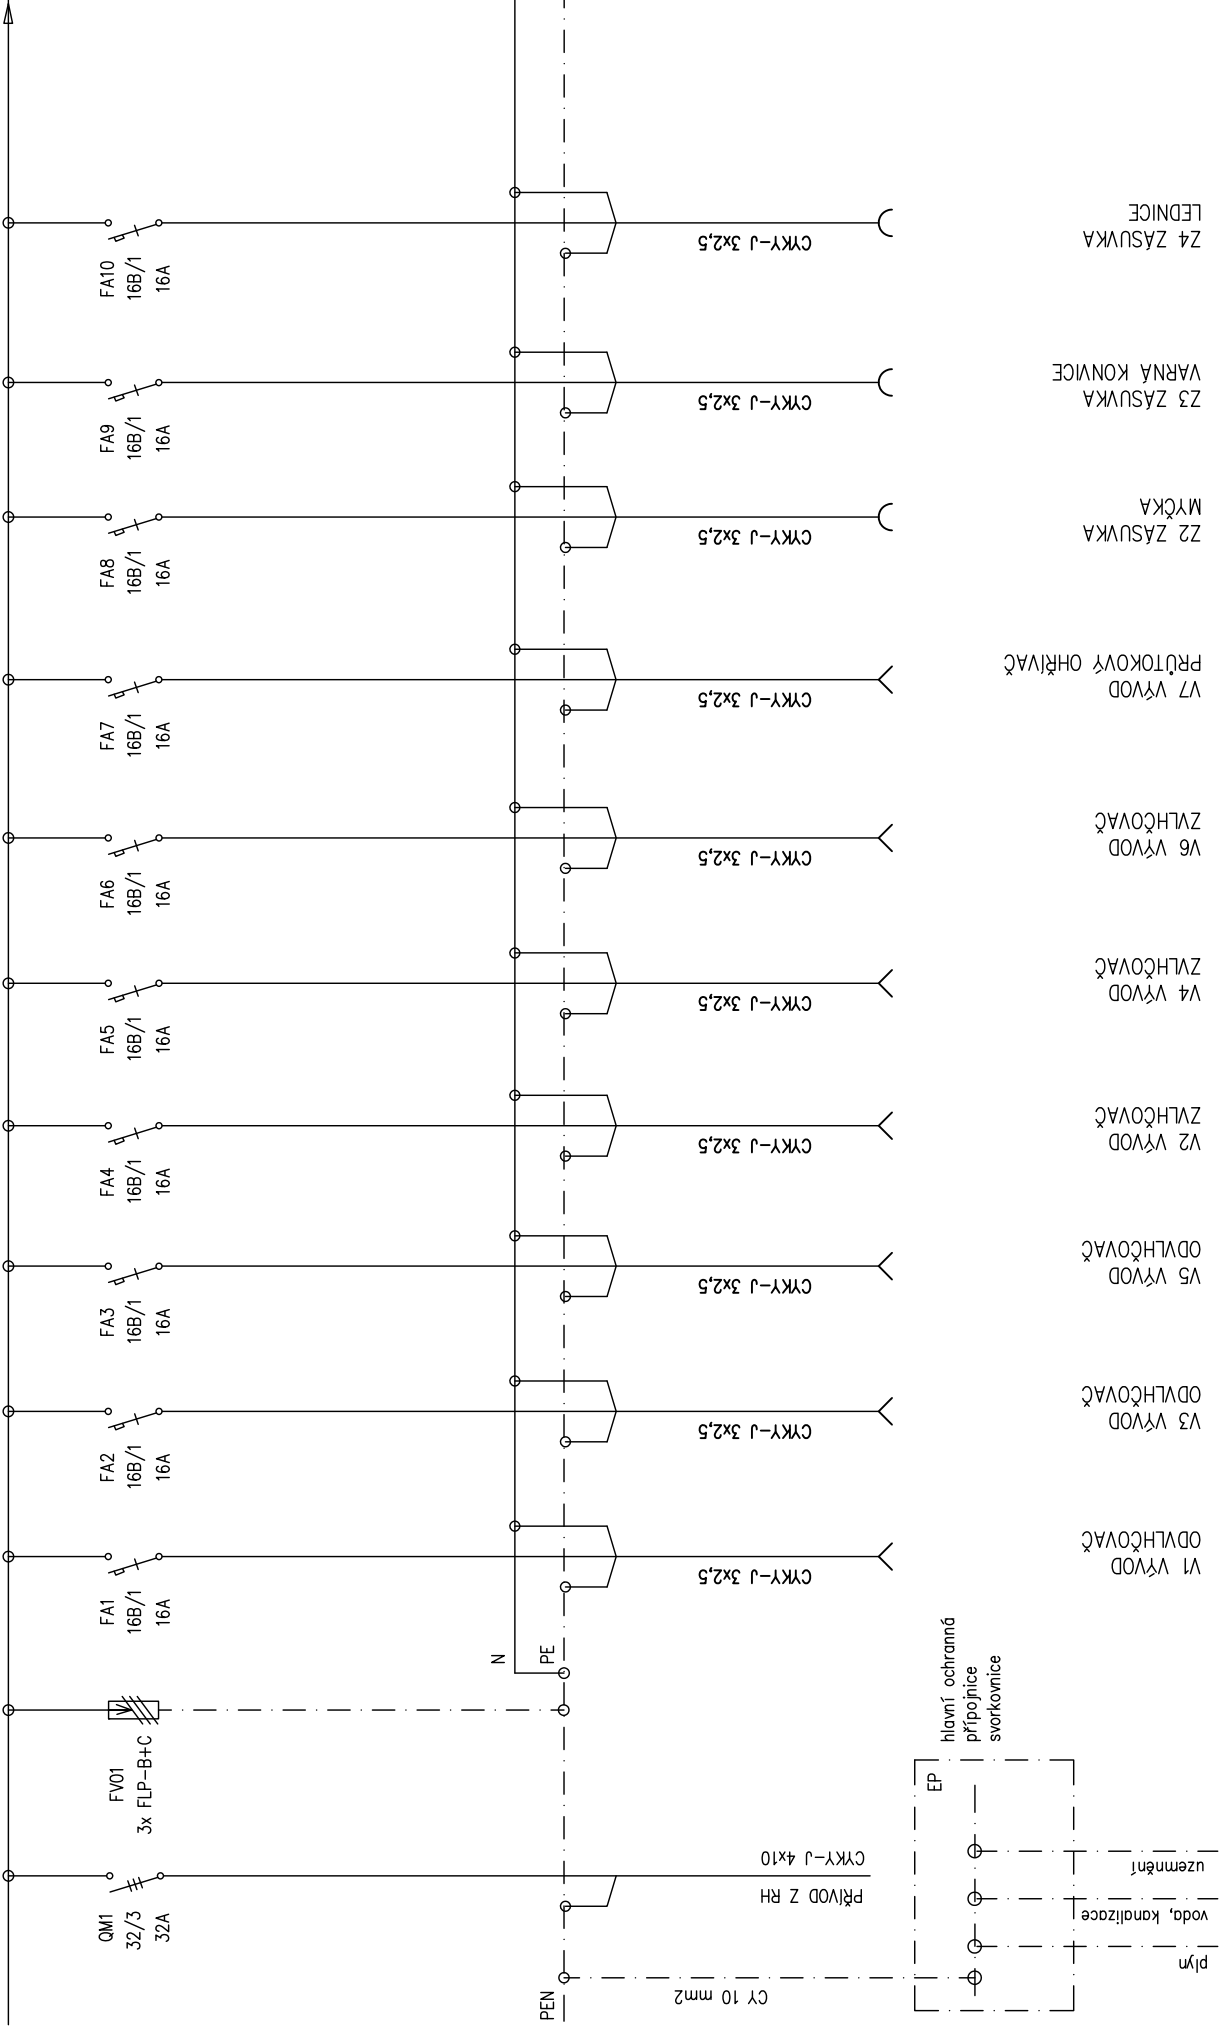 FA10
16B/1
16A
CYKY-J 3x2,5
Z4 ZÁSUVKA
LEDNICE
FA9
16B/1
16A
CYKY-J 3x2,5
Z3 ZÁSUVKA
VARNÁ KONVICE
FA8
16B/1
16A
CYKY-J 3x2,5
Z2 ZÁSUVKA
MYČKA
FA7
16B/1
16A
CYKY-J 3x2,5
V7 VÝVOD
PRŮTOKOVÝ OHŘÍVAČ
FA6
16B/1
16A
CYKY-J 3x2,5
V6 VÝVOD
ZVLHČOVAČ
FA5
16B/1
16A
CYKY-J 3x2,5
V4 VÝVOD
ZVLHČOVAČ
FA4
16B/1
16A
CYKY-J 3x2,5
V2 VÝVOD
ZVLHČOVAČ
FA3
16B/1
16A
CYKY-J 3x2,5
V5 VÝVOD
ODVLHČOVAČ
FA2
16B/1
16A
CYKY-J 3x2,5
V3 VÝVOD
ODVLHČOVAČ
FA1
16B/1
16A
CYKY-J 3x2,5
V1 VÝVOD
ODVLHČOVAČ
N
PE
FV01
3x FLP-B+C
hlavní ochranná
přípojnice
svorkovnice
EP
QM1
32/3
32A
PŘÍVOD Z RH
CYKY-J 4x10
uzemnění
voda, kanalizace
plyn
PEN
CY 10 mm2